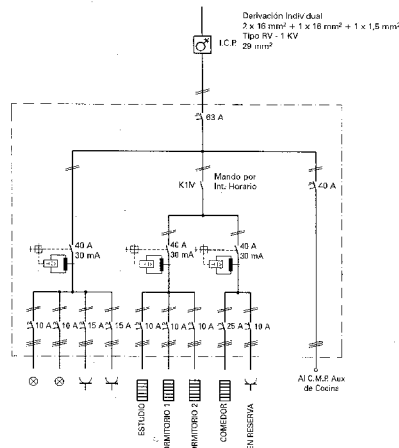 Derivación Individual
2 x 16 mm² + 1 x 16 mm² + 1 x 1,5 mm²
Tipo RV - 1 KV
29 mm²
I.C.P.
63 A
K1M
Mando por
Int. Horario
40 A
40 A
30 mA
40 A
30 mA
40 A
30 mA
10 A
16 A
15 A
15 A
10 A
10 A
10 A
25 A
10 A
ESTUDIO
DORMITORIO 1
DORMITORIO 2
COMEDOR
EN RESERVA
Al C.M.P. Aux
de Cocina